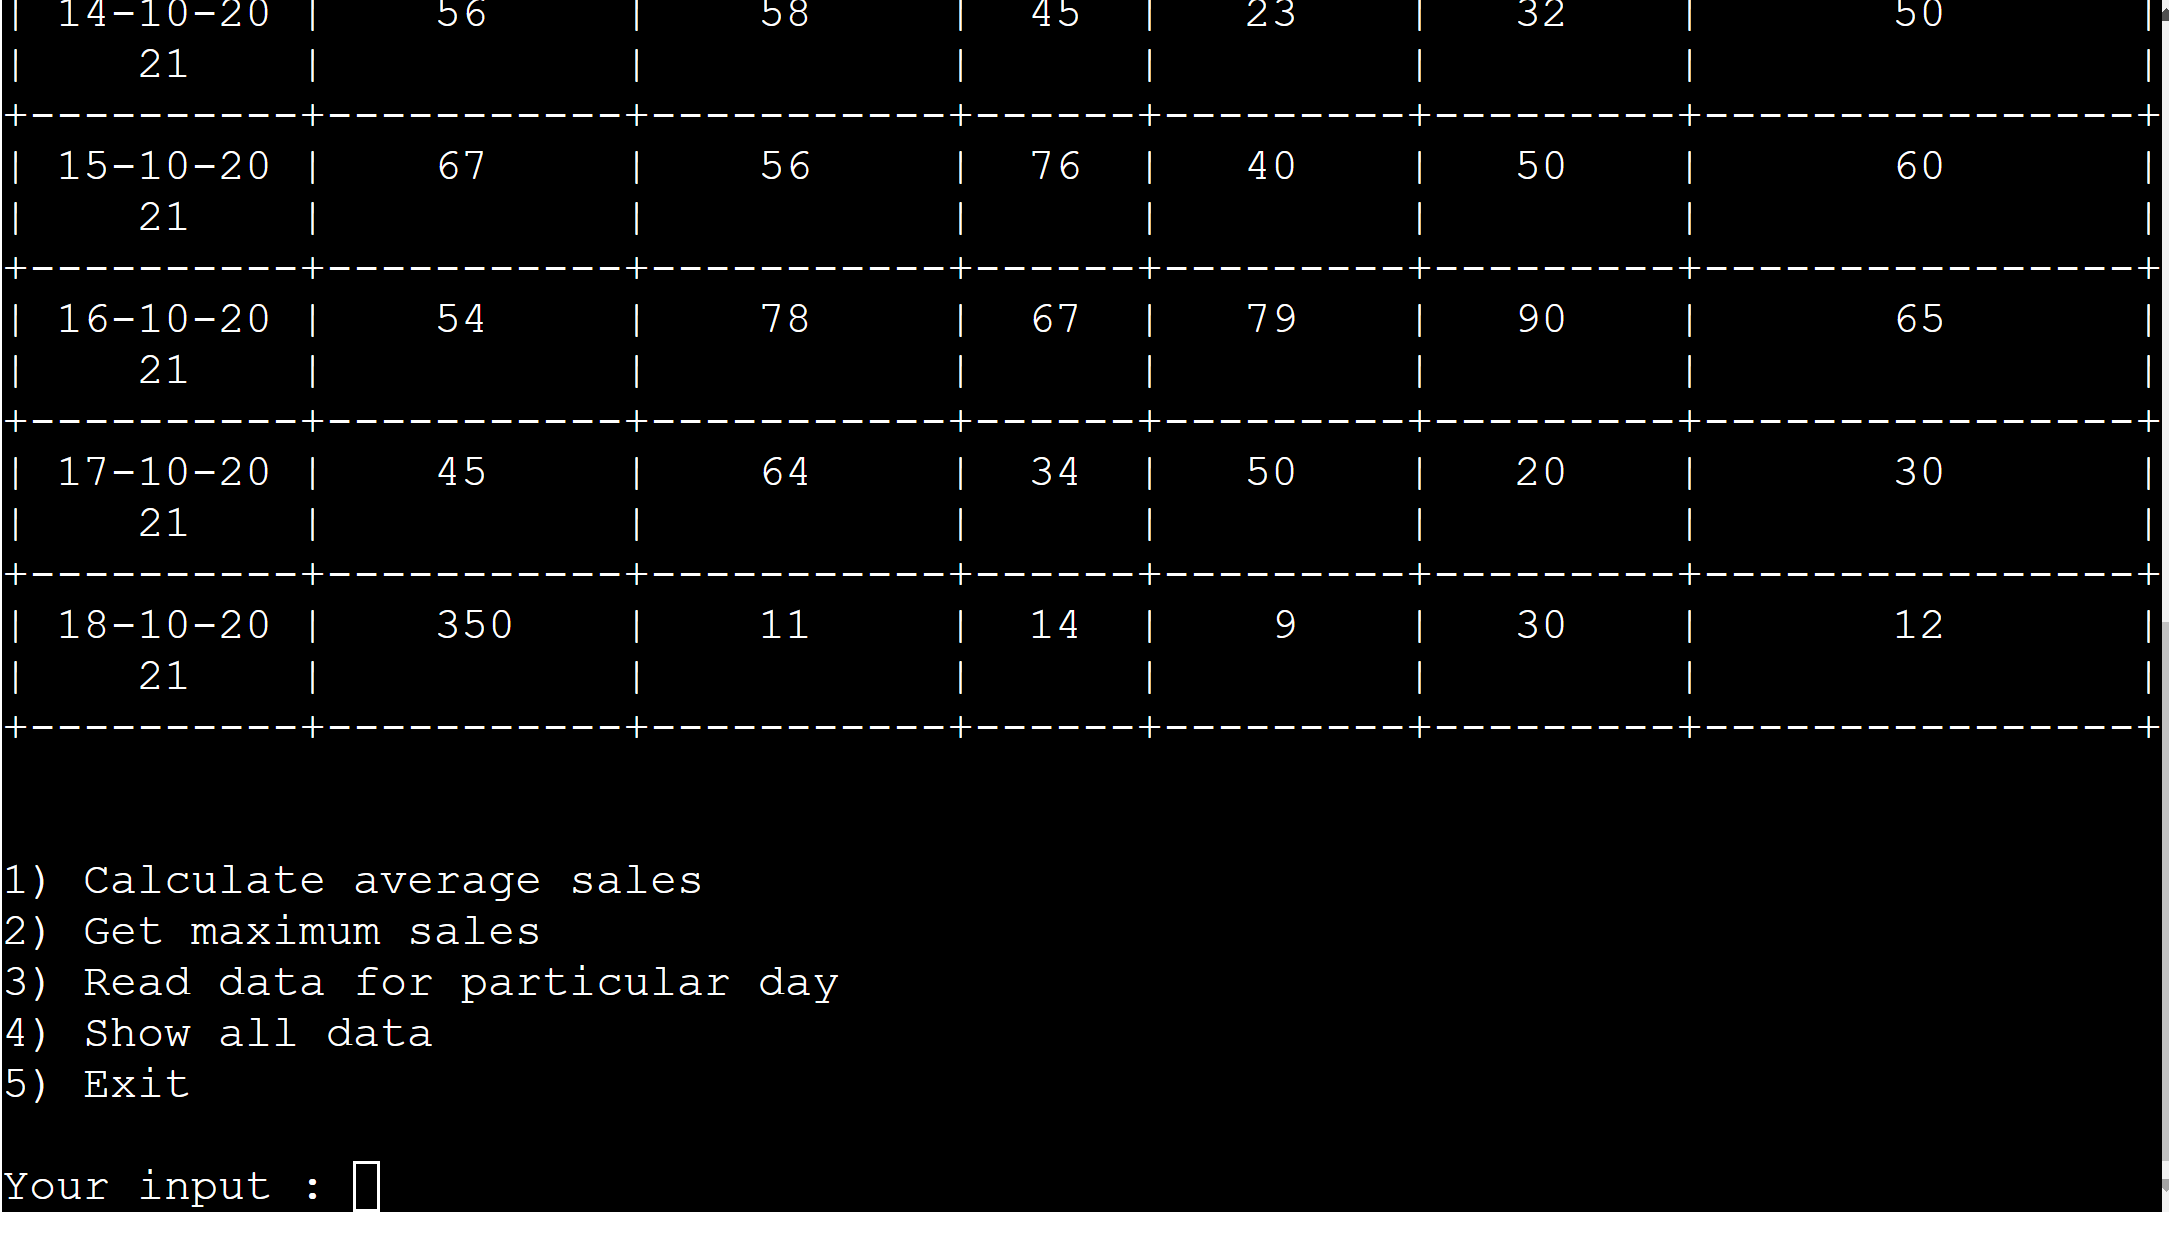 | 14-10-20 | 56 | 58 | 45 | 23 | 32 | 50 |
| 21 | | | | | | |
+----------+-----------+-----------+------+---------+---------+----------------+
| 15-10-20 | 67 | 56 | 76 | 40 | 50 | 60 |
| 21 | | | | | | |
+----------+-----------+-----------+------+---------+---------+----------------+
| 16-10-20 | 54 | 78 | 67 | 79 | 90 | 65 |
| 21 | | | | | | |
+----------+-----------+-----------+------+---------+---------+----------------+
| 17-10-20 | 45 | 64 | 34 | 50 | 20 | 30 |
| 21 | | | | | | |
+----------+-----------+-----------+------+---------+---------+----------------+
| 18-10-20 | 350 | 11 | 14 | 9 | 30 | 12 |
| 21 | | | | | | |
+----------+-----------+-----------+------+---------+---------+----------------+
1) Calculate average sales
2) Get maximum sales
3) Read data for particular day
4) Show all data
5) Exit
Your input :